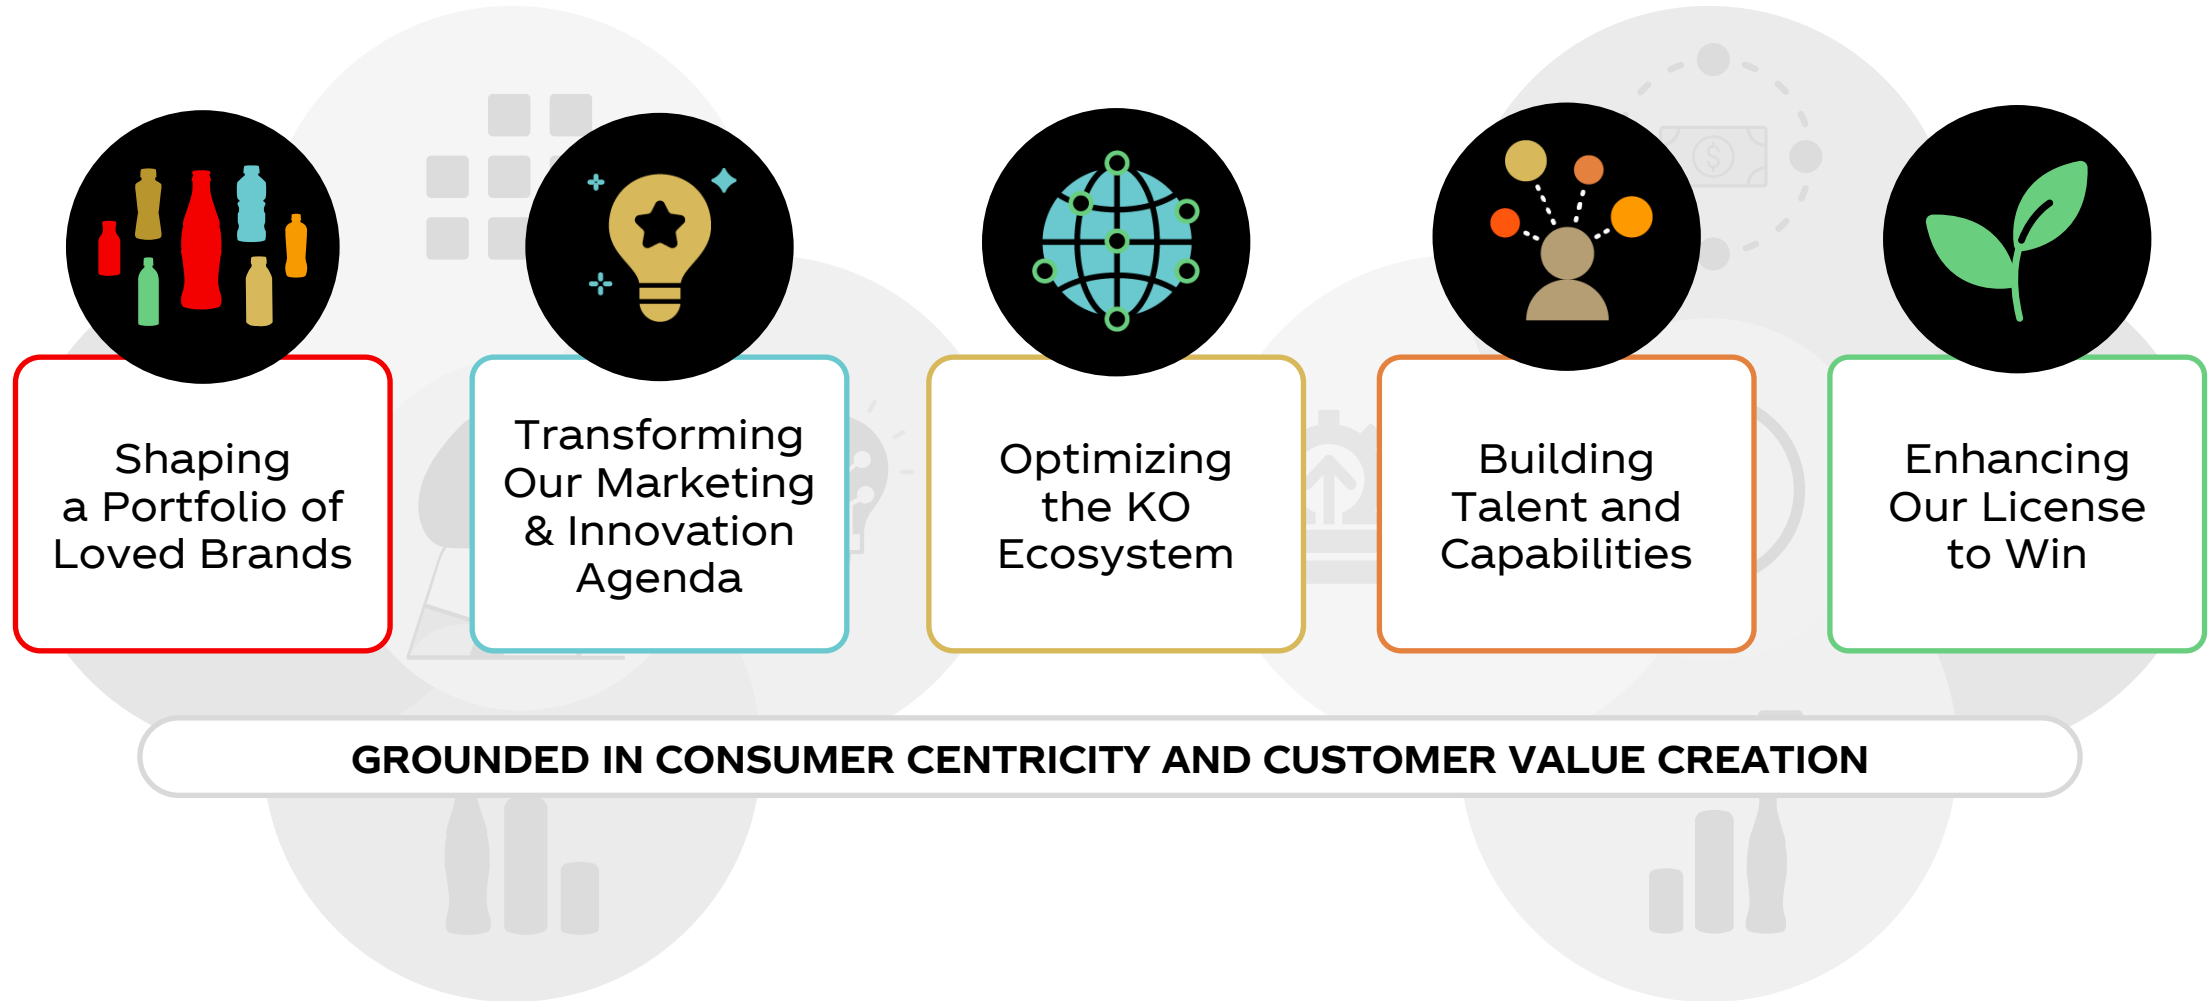 Shaping
a Portfolio of
Loved Brands
Transforming
Our Marketing
& Innovation
Agenda
Optimizing
the KO
Ecosystem
Building
Talent and
Capabilities
Enhancing
Our License
to Win
GROUNDED IN CONSUMER CENTRICITY AND CUSTOMER VALUE CREATION